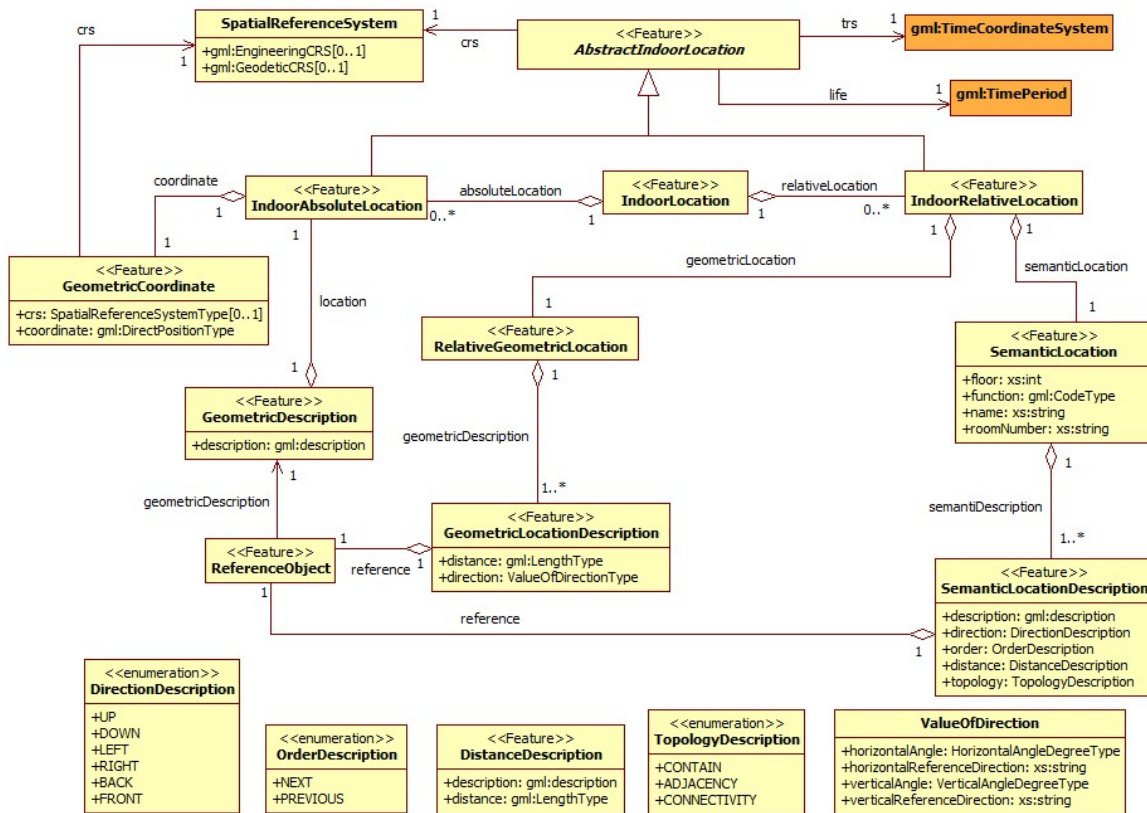 SpatialReferenceSystem
+gml:EngineeringCRS[0..1]
+gml:GeodeticCRS[0..1]
crs
1
1
crs
<<Feature>>
AbstractIndoorLocation
trs
1
gml:TimeCoordinateSystem
life
1
gml:TimePeriod
coordinate
1
1
<<Feature>>
IndoorAbsoluteLocation
1
absoluteLocation
0..*
1
<<Feature>>
IndoorLocation
relativeLocation
1
0..*
<<Feature>>
IndoorRelativeLocation
1
1
<<Feature>>
GeometricCoordinate
+crs: SpatialReferenceSystemType[0..1]
+coordinate: gml:DirectPositionType
location
1
geometricLocation
1
semanticLocation
1
<<Feature>>
RelativeGeometricLocation
1
<<Feature>>
SemanticLocation
+floor: xs:int
+function: gml:CodeType
+name: xs:string
+roomNumber: xs:string
1
<<Feature>>
GeometricDescription
+description: gml:description
1
geometricDescription
1..*
geometricDescription
semantiDescription
1..*
<<Feature>>
ReferenceObject
1
1
reference
1
<<Feature>>
GeometricLocationDescription
+distance: gml:LengthType
+direction: ValueOfDirectionType
reference
1
<<Feature>>
SemanticLocationDescription
+description: gml:description
+direction: DirectionDescription
+order: OrderDescription
+distance: DistanceDescription
+topology: TopologyDescription
<<enumeration>>
DirectionDescription
+UP
+DOWN
+LEFT
+RIGHT
+BACK
+FRONT
<<enumeration>>
OrderDescription
+NEXT
+PREVIOUS
<<Feature>>
DistanceDescription
+description: gml:description
+distance: gml:LengthType
<<enumeration>>
TopologyDescription
+CONTAIN
+ADJACENCY
+CONNECTIVITY
ValueOfDirection
+horizontalAngle: HorizontalAngleDegreeType
+horizontalReferenceDirection: xs:string
+verticalAngle: VerticalAngleDegreeType
+verticalReferenceDirection: xs:string